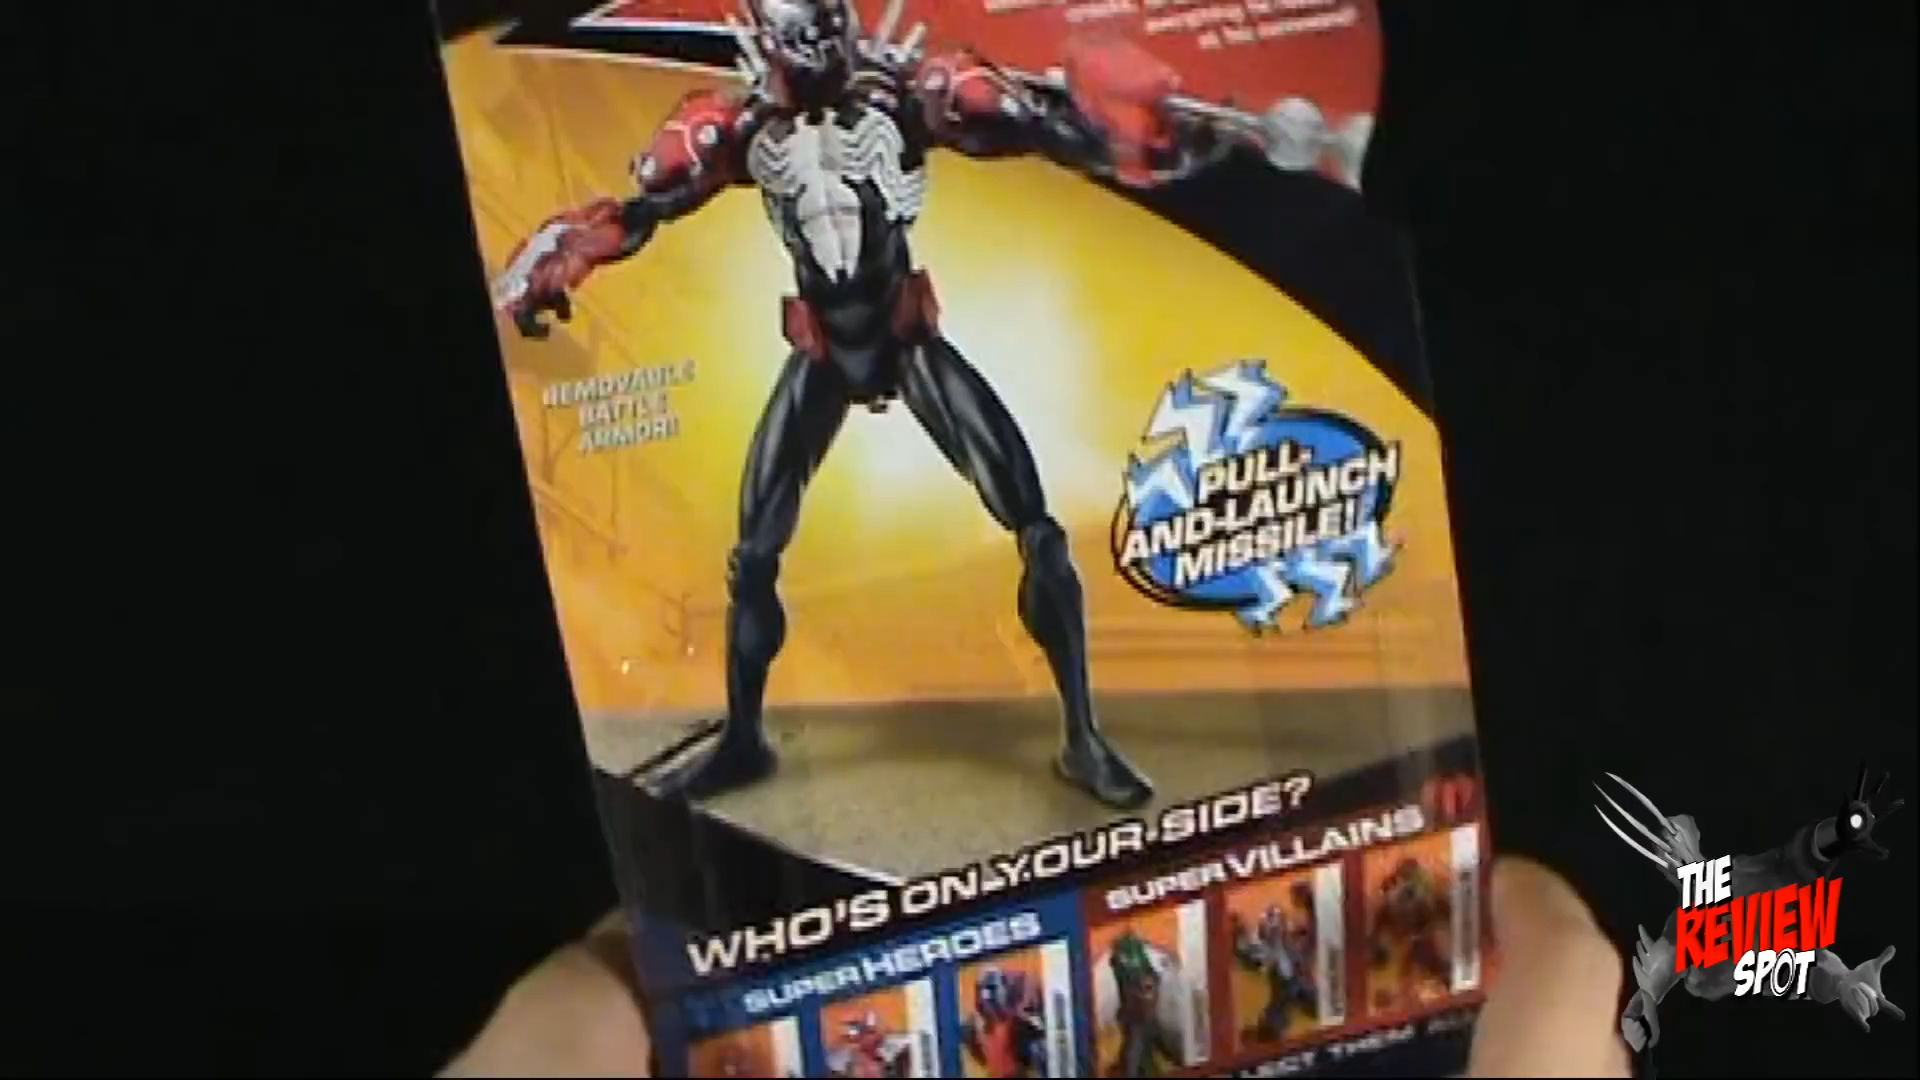 REMOVABLE
BATTLE
ARMOR!
PULL-
AND-LAUNCH
MISSILE!
WHO'S ON YOUR SIDE?
SUPER HEROES
SUPER VILLAINS
THE
REVIEW
SPOT